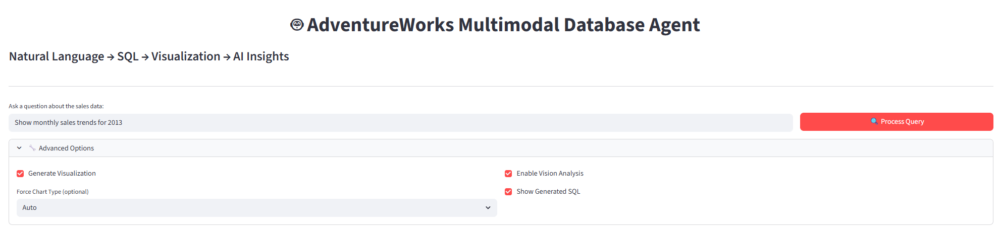 AdventureWorks Multimodal Database Agent
Natural Language → SQL → Visualization → AI Insights
Ask a question about the sales data:
Show monthly sales trends for 2013
Process Query
Advanced Options
Generate Visualization
Enable Vision Analysis
Force Chart Type (optional)
Show Generated SQL
Auto